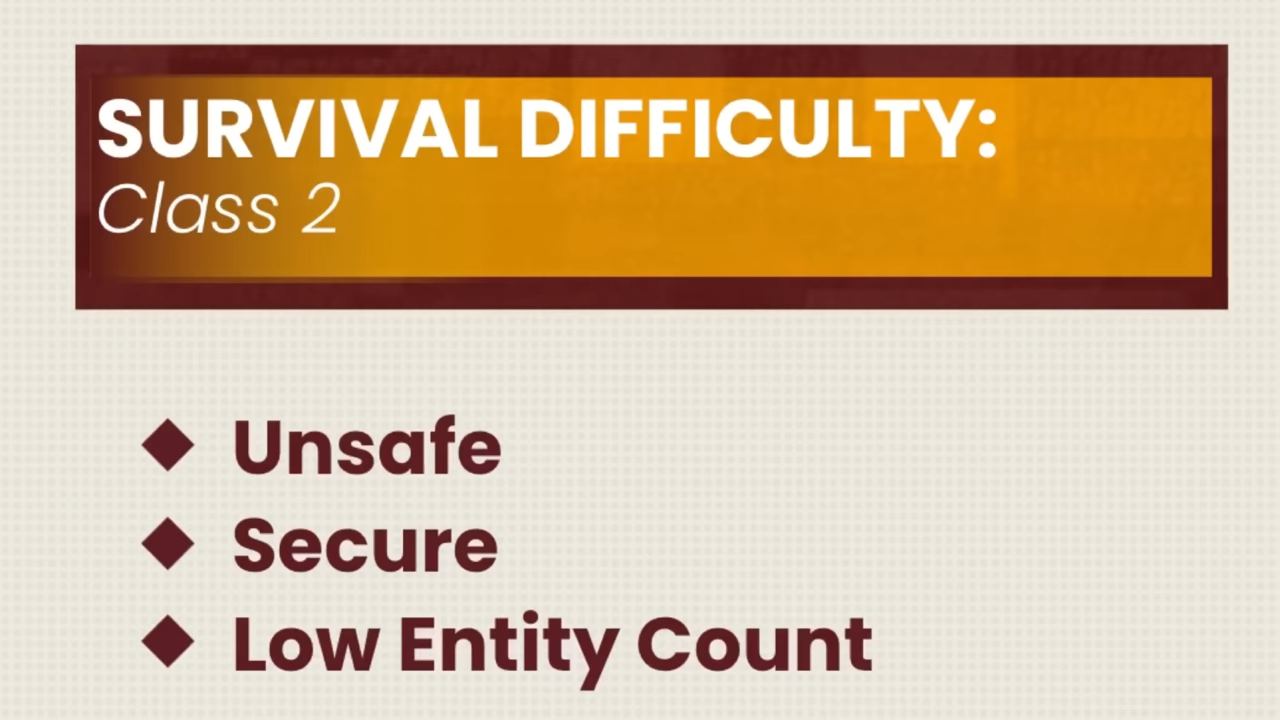 SURVIVAL DIFFICULTY:
Class 2
Unsafe
Secure
Low Entity Count